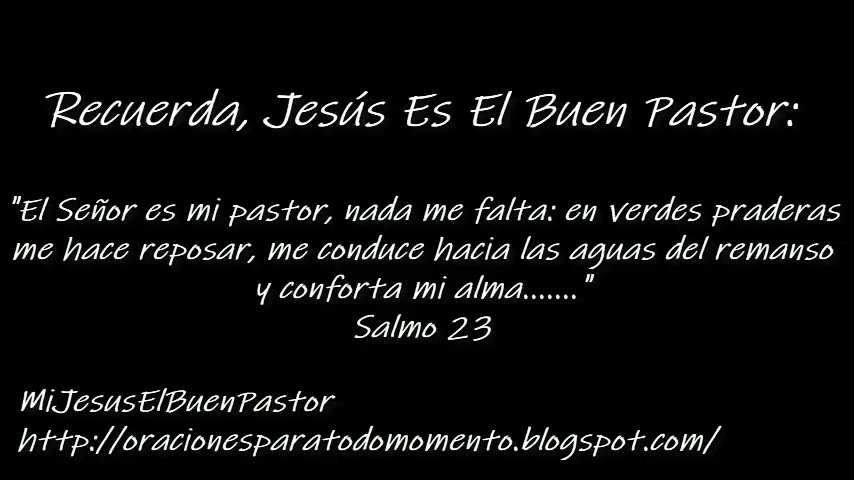 Recuerda, Jesús Es El Buen Pastor:
"El Señor es mi pastor, nada me falta: en verdes praderas
me hace reposar, me conduce hacia las aguas del remanso
y conforta mi alma......."
Salmo 23
MiJesusElBuenPastor
http://oracionesparatodomomento.blogspot.com/